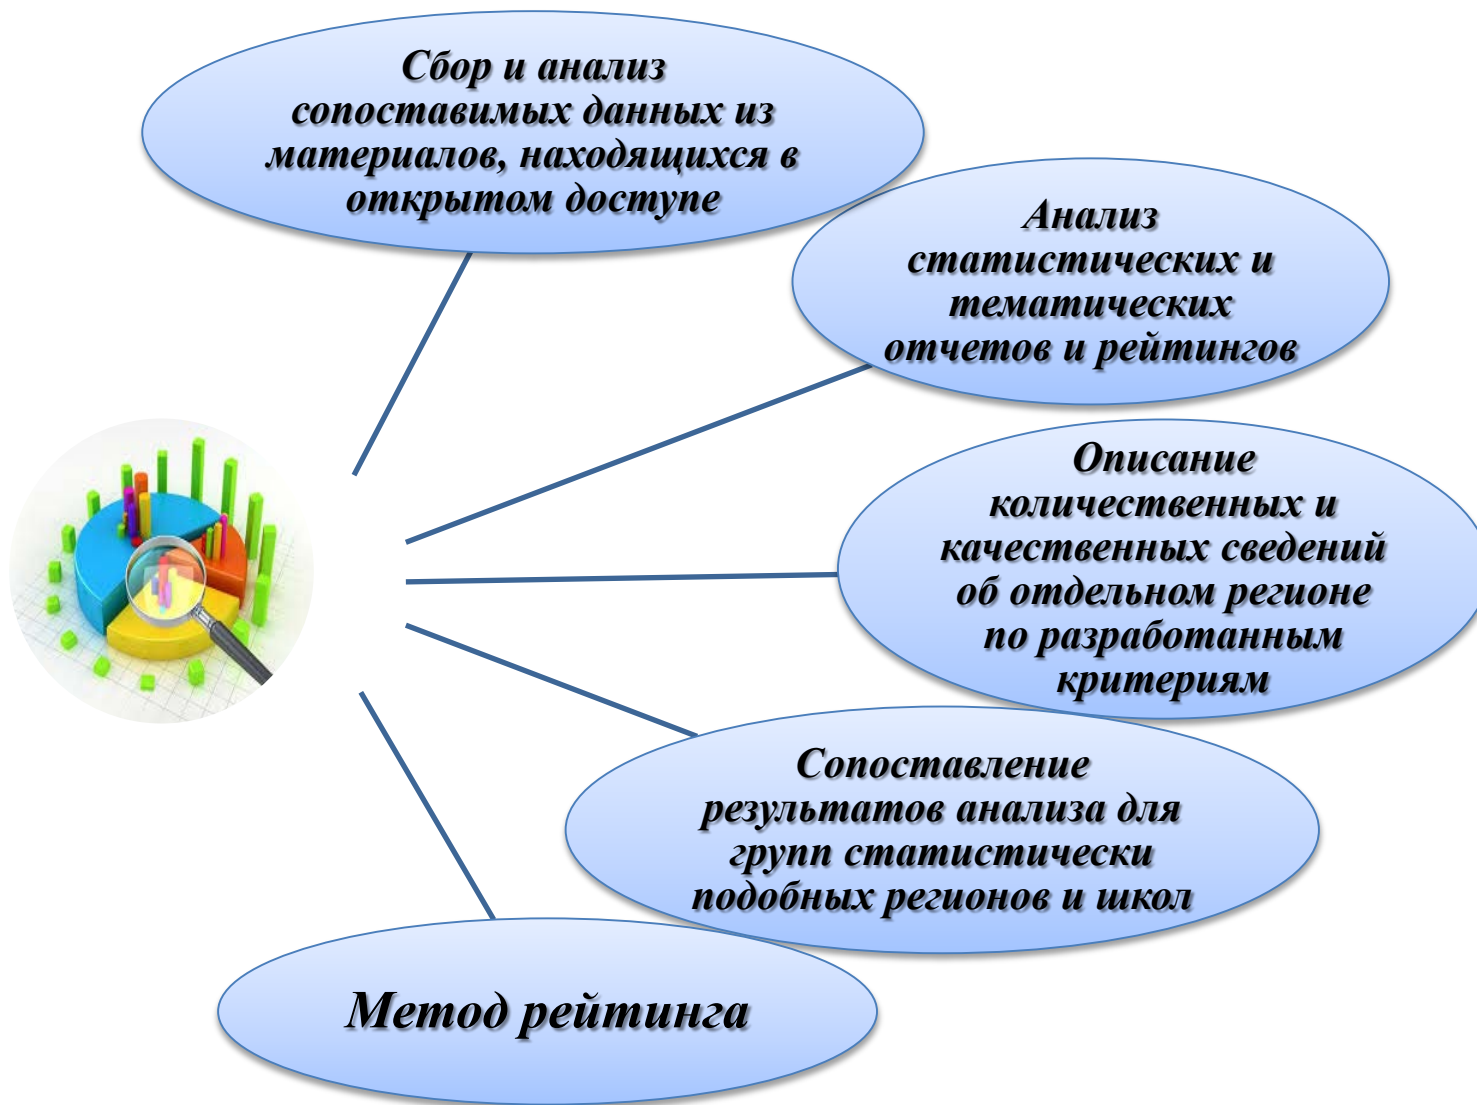 Сбор и анализ
сопоставимых данных из
материалов, находящихся в
открытом доступе
Анализ
статистических и
тематических
отчетов и рейтингов
Описание
количественных и
качественных сведений
об отдельном регионе
по разработанным
критериям
Сопоставление
результатов анализа для
групп статистически
подобных регионов и школ
Метод рейтинга